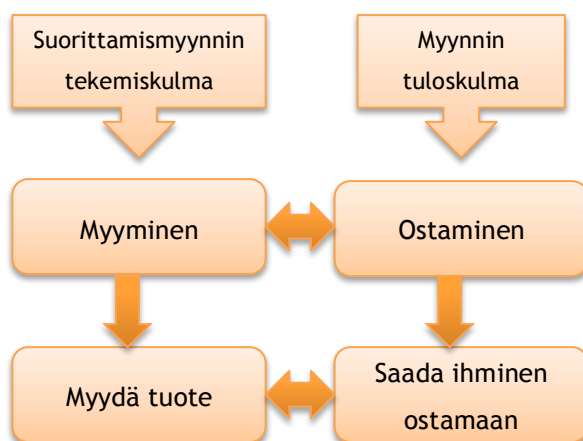 Suorittamismyynnin
tekemiskulma
Myynnin
tuloskulma
Myyminen
Ostaminen
Myydä tuote
Saada ihminen
ostamaan